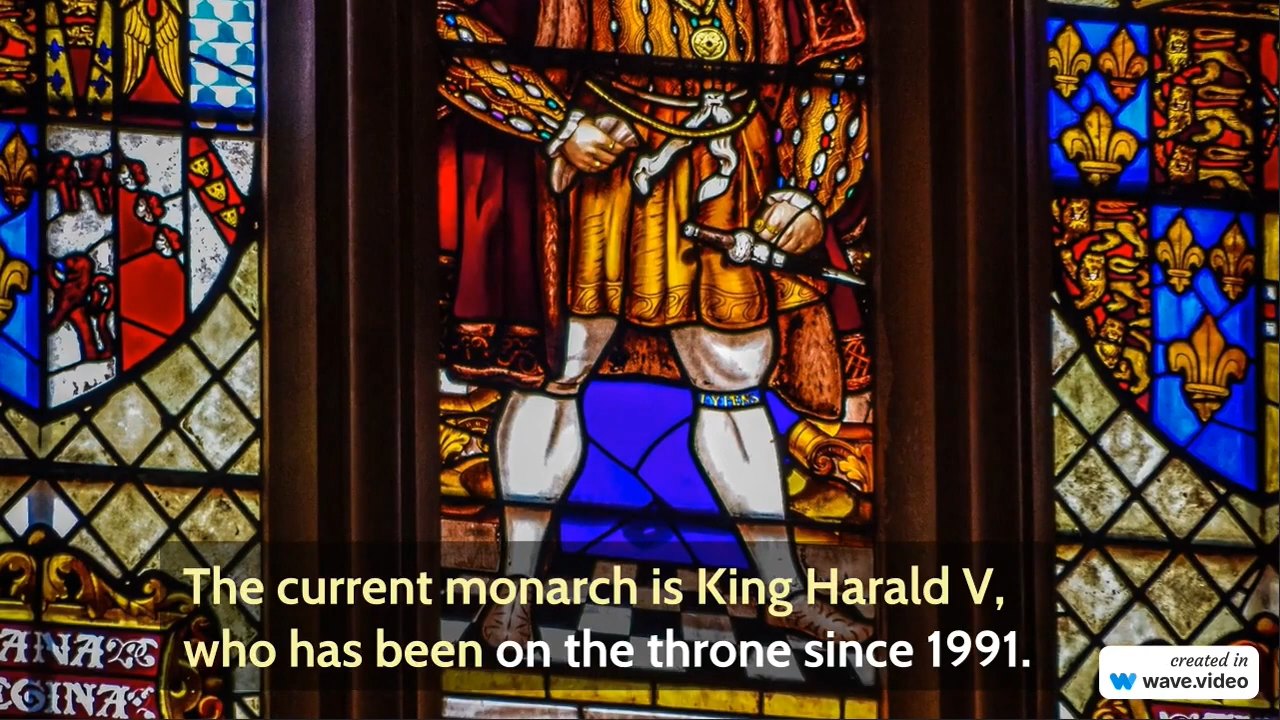 The current monarch is King Harald V,
who has been on the throne since 1991.
created in
wave.video